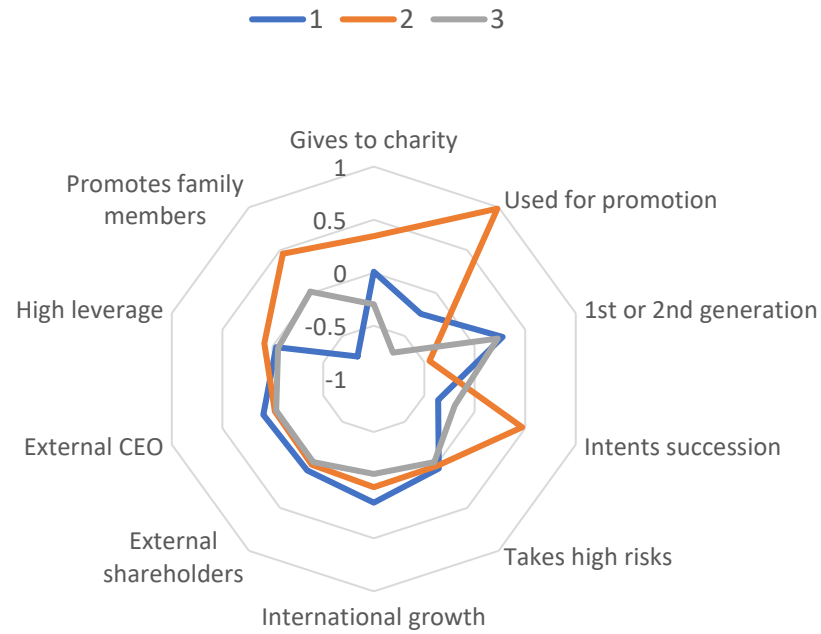 1 2 3
Gives to charity
1
Promotes family
members
Used for promotion
0.5
0
High leverage
1st or 2nd generation
-0.5
-1
External CEO
Intents succession
External
shareholders
Takes high risks
International growth